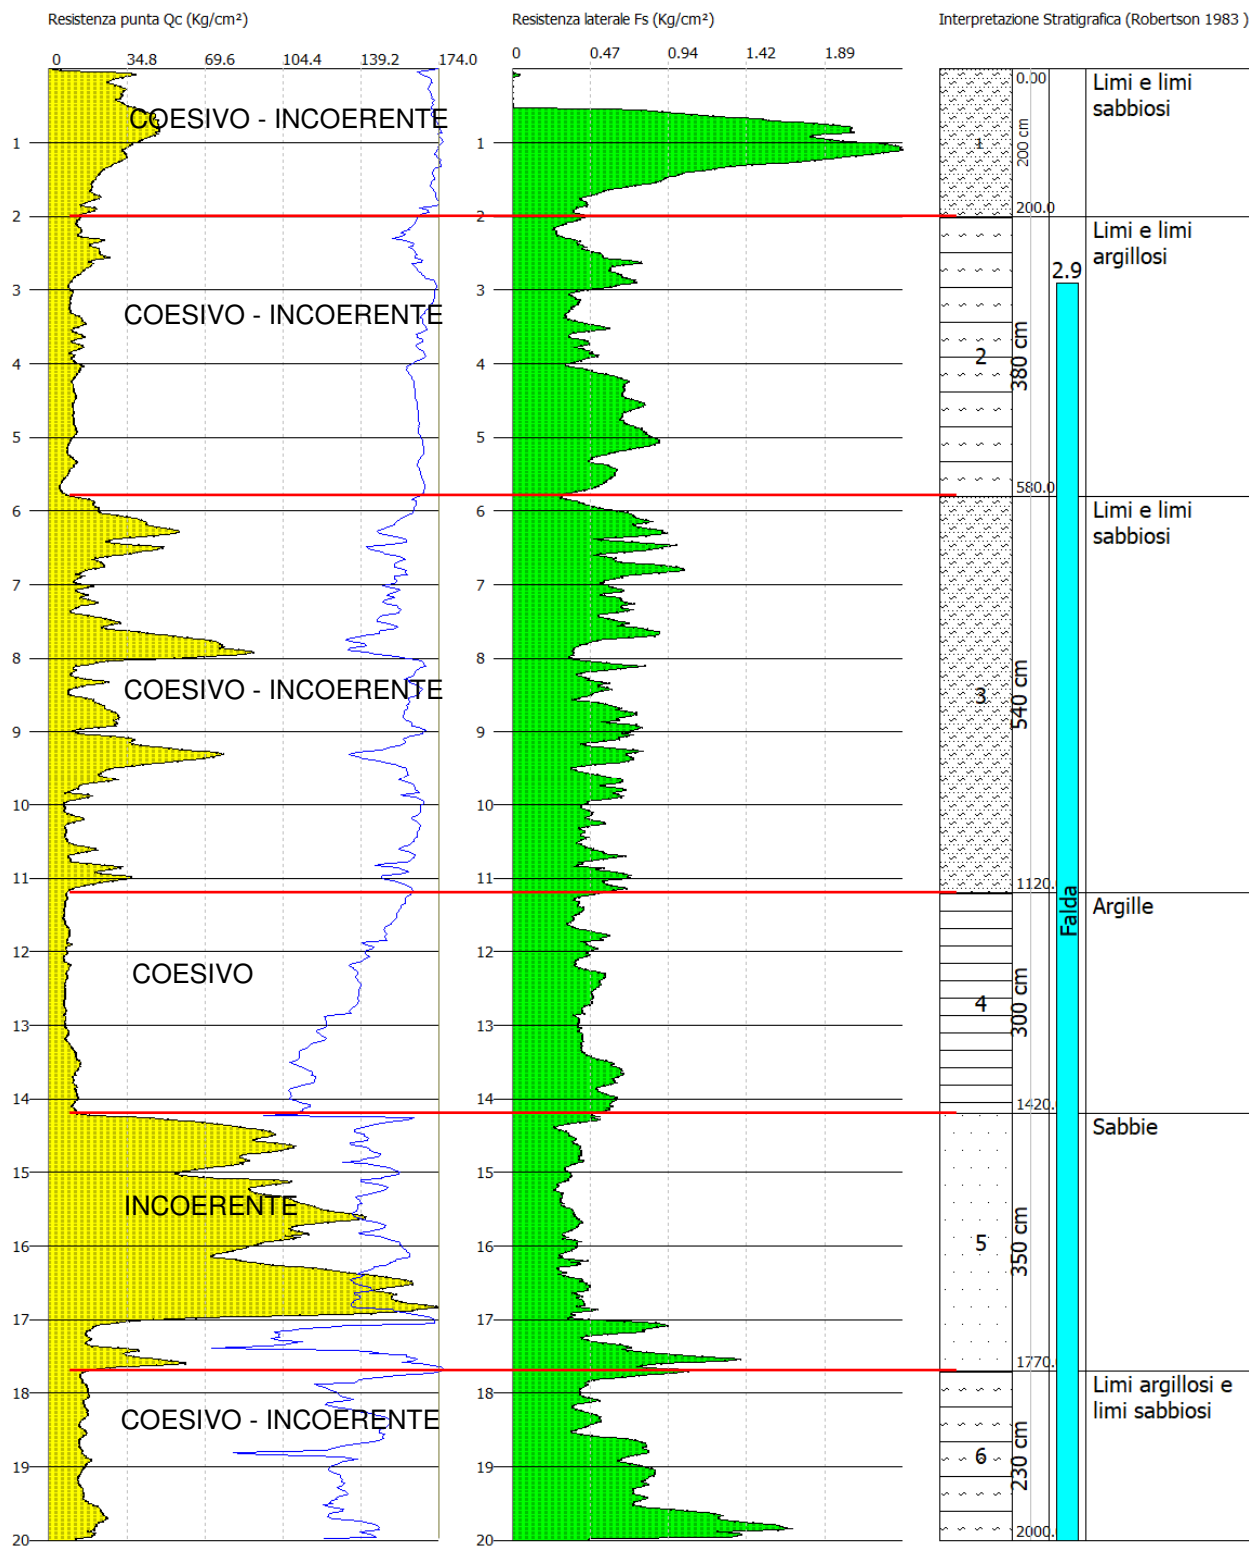 Resistenza punta Qc (Kg/cm²)
0 34.8 69.6 104.4 139.2 174.0
Resistenza laterale Fs (Kg/cm²)
0 0.47 0.94 1.42 1.89
Interpretazione Stratigrafica (Robertson 1983 )
COESIVO - INCOERENTE
COESIVO - INCOERENTE
COESIVO - INCOERENTE
COESIVO
INCOERENTE
COESIVO - INCOERENTE
1
2
3
4
5
6
7
8
9
10
11
12
13
14
15
16
17
18
19
20
1
2
3
4
5
6
7
8
9
10
11
12
13
14
15
16
17
18
19
20
0.00
1
200 cm
200.0
Limi e limi
sabbiosi
2
380 cm
580.0
Limi e limi
argillosi
2.9
Falda
3
540 cm
1120.
Limi e limi
sabbiosi
4
300 cm
1420.
Argille
5
350 cm
1770.
Sabbie
6
230 cm
2000.
Limi argillosi e
limi sabbiosi